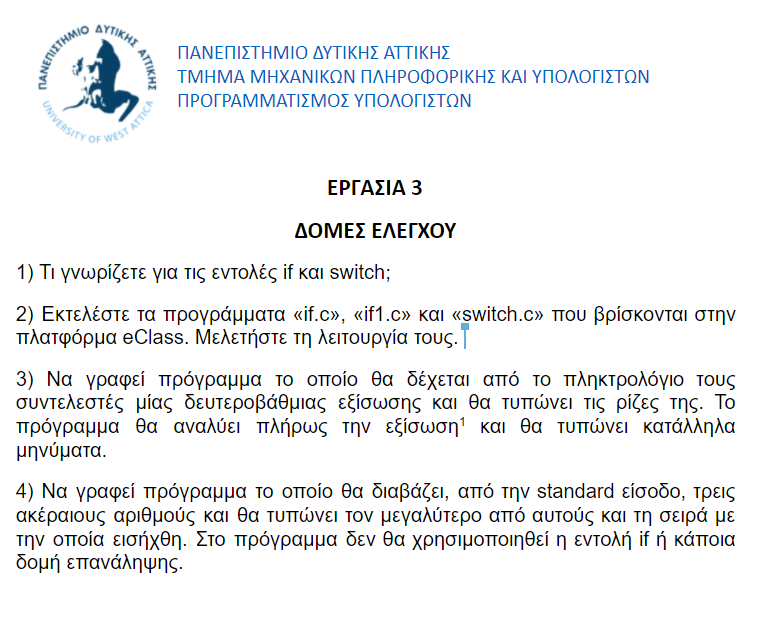 ΠΑΝΕΠΙΣΤΗΜΙΟ ΔΥΤΙΚΗΣ ΑΤΤΙΚΗΣ
UNIVERSITY OF WEST ATTICA
ΠΑΝΕΠΙΣΤΗΜΙΟ ΔΥΤΙΚΗΣ ΑΤΤΙΚΗΣ
ΤΜΗΜΑ ΜΗΧΑΝΙΚΩΝ ΠΛΗΡΟΦΟΡΙΚΗΣ ΚΑΙ ΥΠΟΛΟΓΙΣΤΩΝ
ΠΡΟΓΡΑΜΜΑΤΙΣΜΟΣ ΥΠΟΛΟΓΙΣΤΩΝ
ΕΡΓΑΣΙΑ 3
ΔΟΜΕΣ ΕΛΕΓΧΟΥ
1) Τι γνωρίζετε για τις εντολές if και switch;
2) Εκτελέστε τα προγράμματα «if.c», «if1.c» και «switch.c» που βρίσκονται στην
πλατφόρμα eClass. Μελετήστε τη λειτουργία τους.
3) Να γραφεί πρόγραμμα το οποίο θα δέχεται από το πληκτρολόγιο τους
συντελεστές μίας δευτεροβάθμιας εξίσωσης και θα τυπώνει τις ρίζες της. Το
πρόγραμμα θα αναλύει πλήρως την εξίσωση¹ και θα τυπώνει κατάλληλα
μηνύματα.
4) Να γραφεί πρόγραμμα το οποίο θα διαβάζει, από την standard είσοδο, τρεις
ακέραιους αριθμούς και θα τυπώνει τον μεγαλύτερο από αυτούς και τη σειρά με
την οποία εισήχθη. Στο πρόγραμμα δεν θα χρησιμοποιηθεί η εντολή if ή κάποια
δομή επανάληψης.